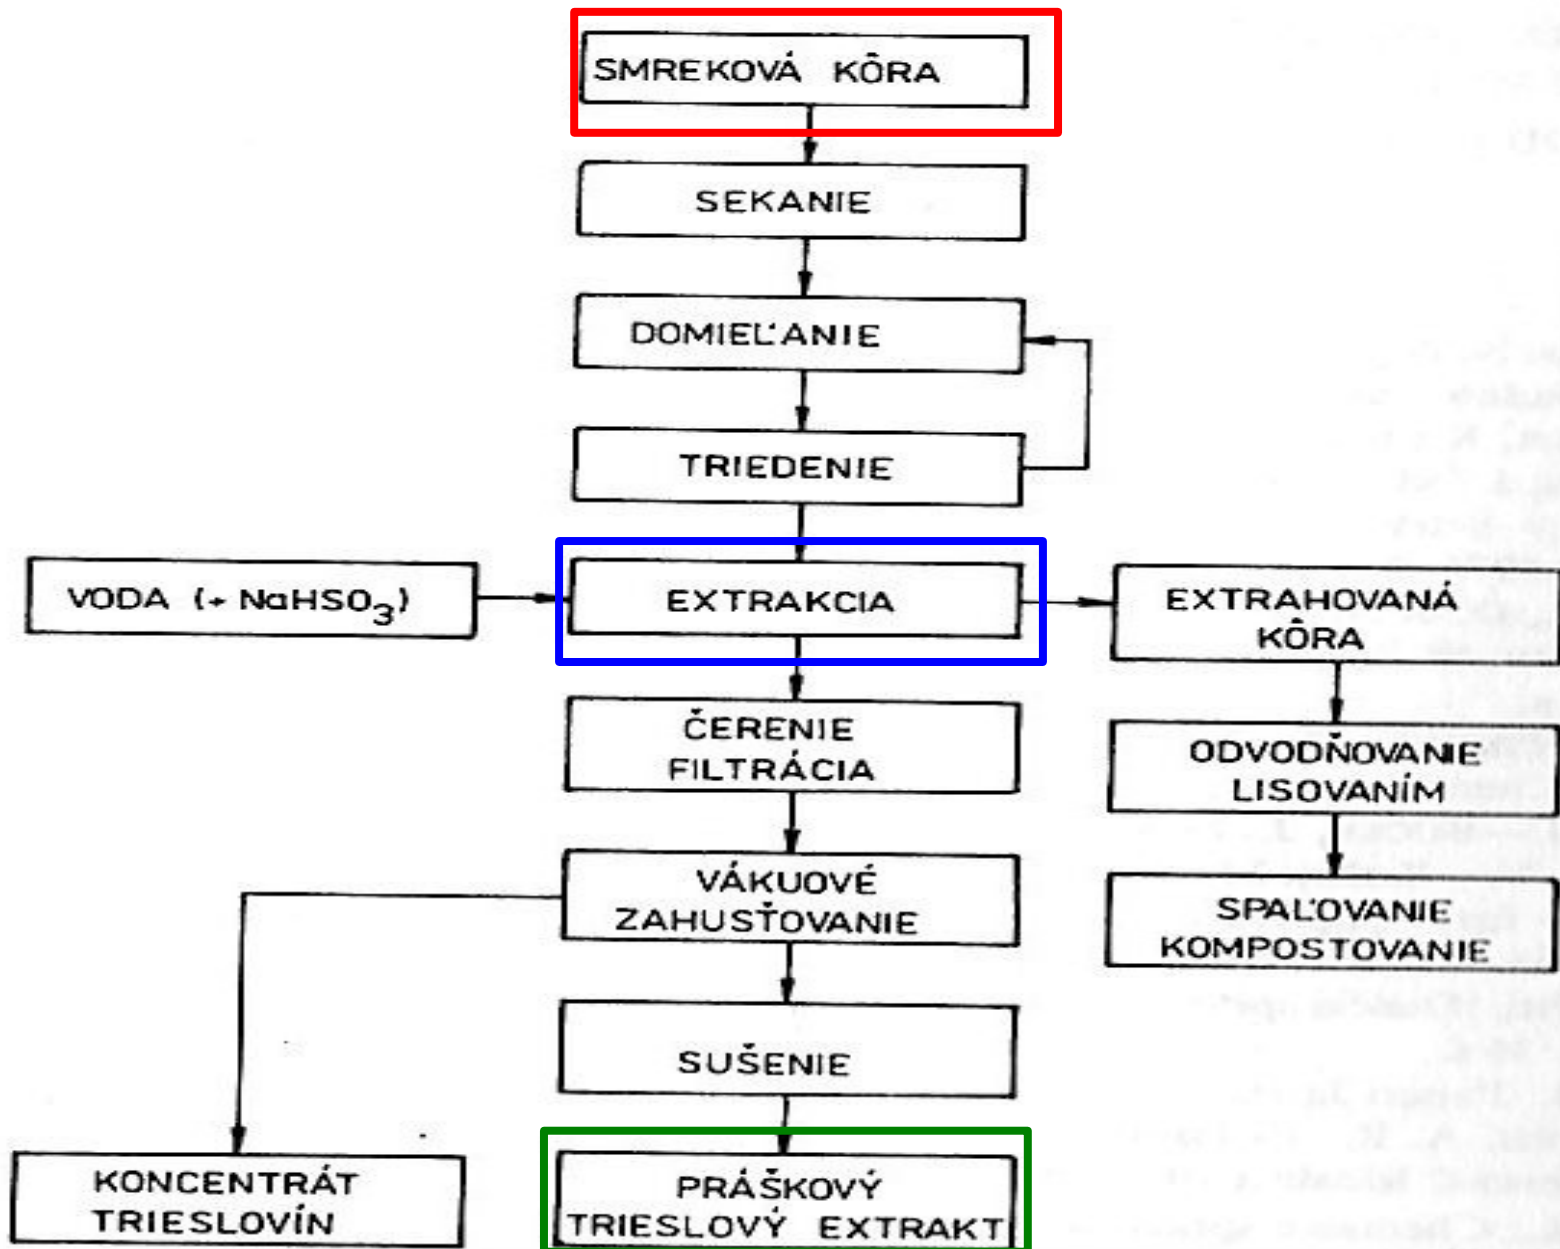 SMREKOVÁ KÔRA
SEKANIE
DOMIEĽANIE
TRIEDENIE
VODA (+ NaHSO3)
EXTRAKCIA
EXTRAHOVANÁ
KÔRA
ČERENIE
FILTRÁCIA
ODVODŇOVANIE
LISOVANÍM
VÁKUOVÉ
ZAHUSŤOVANIE
SPAĽOVANIE
KOMPOSTOVANIE
SUŠENIE
KONCENTRÁT
TRIESLOVÍN
PRÁŠKOVÝ
TRIESLOVÝ EXTRAKT